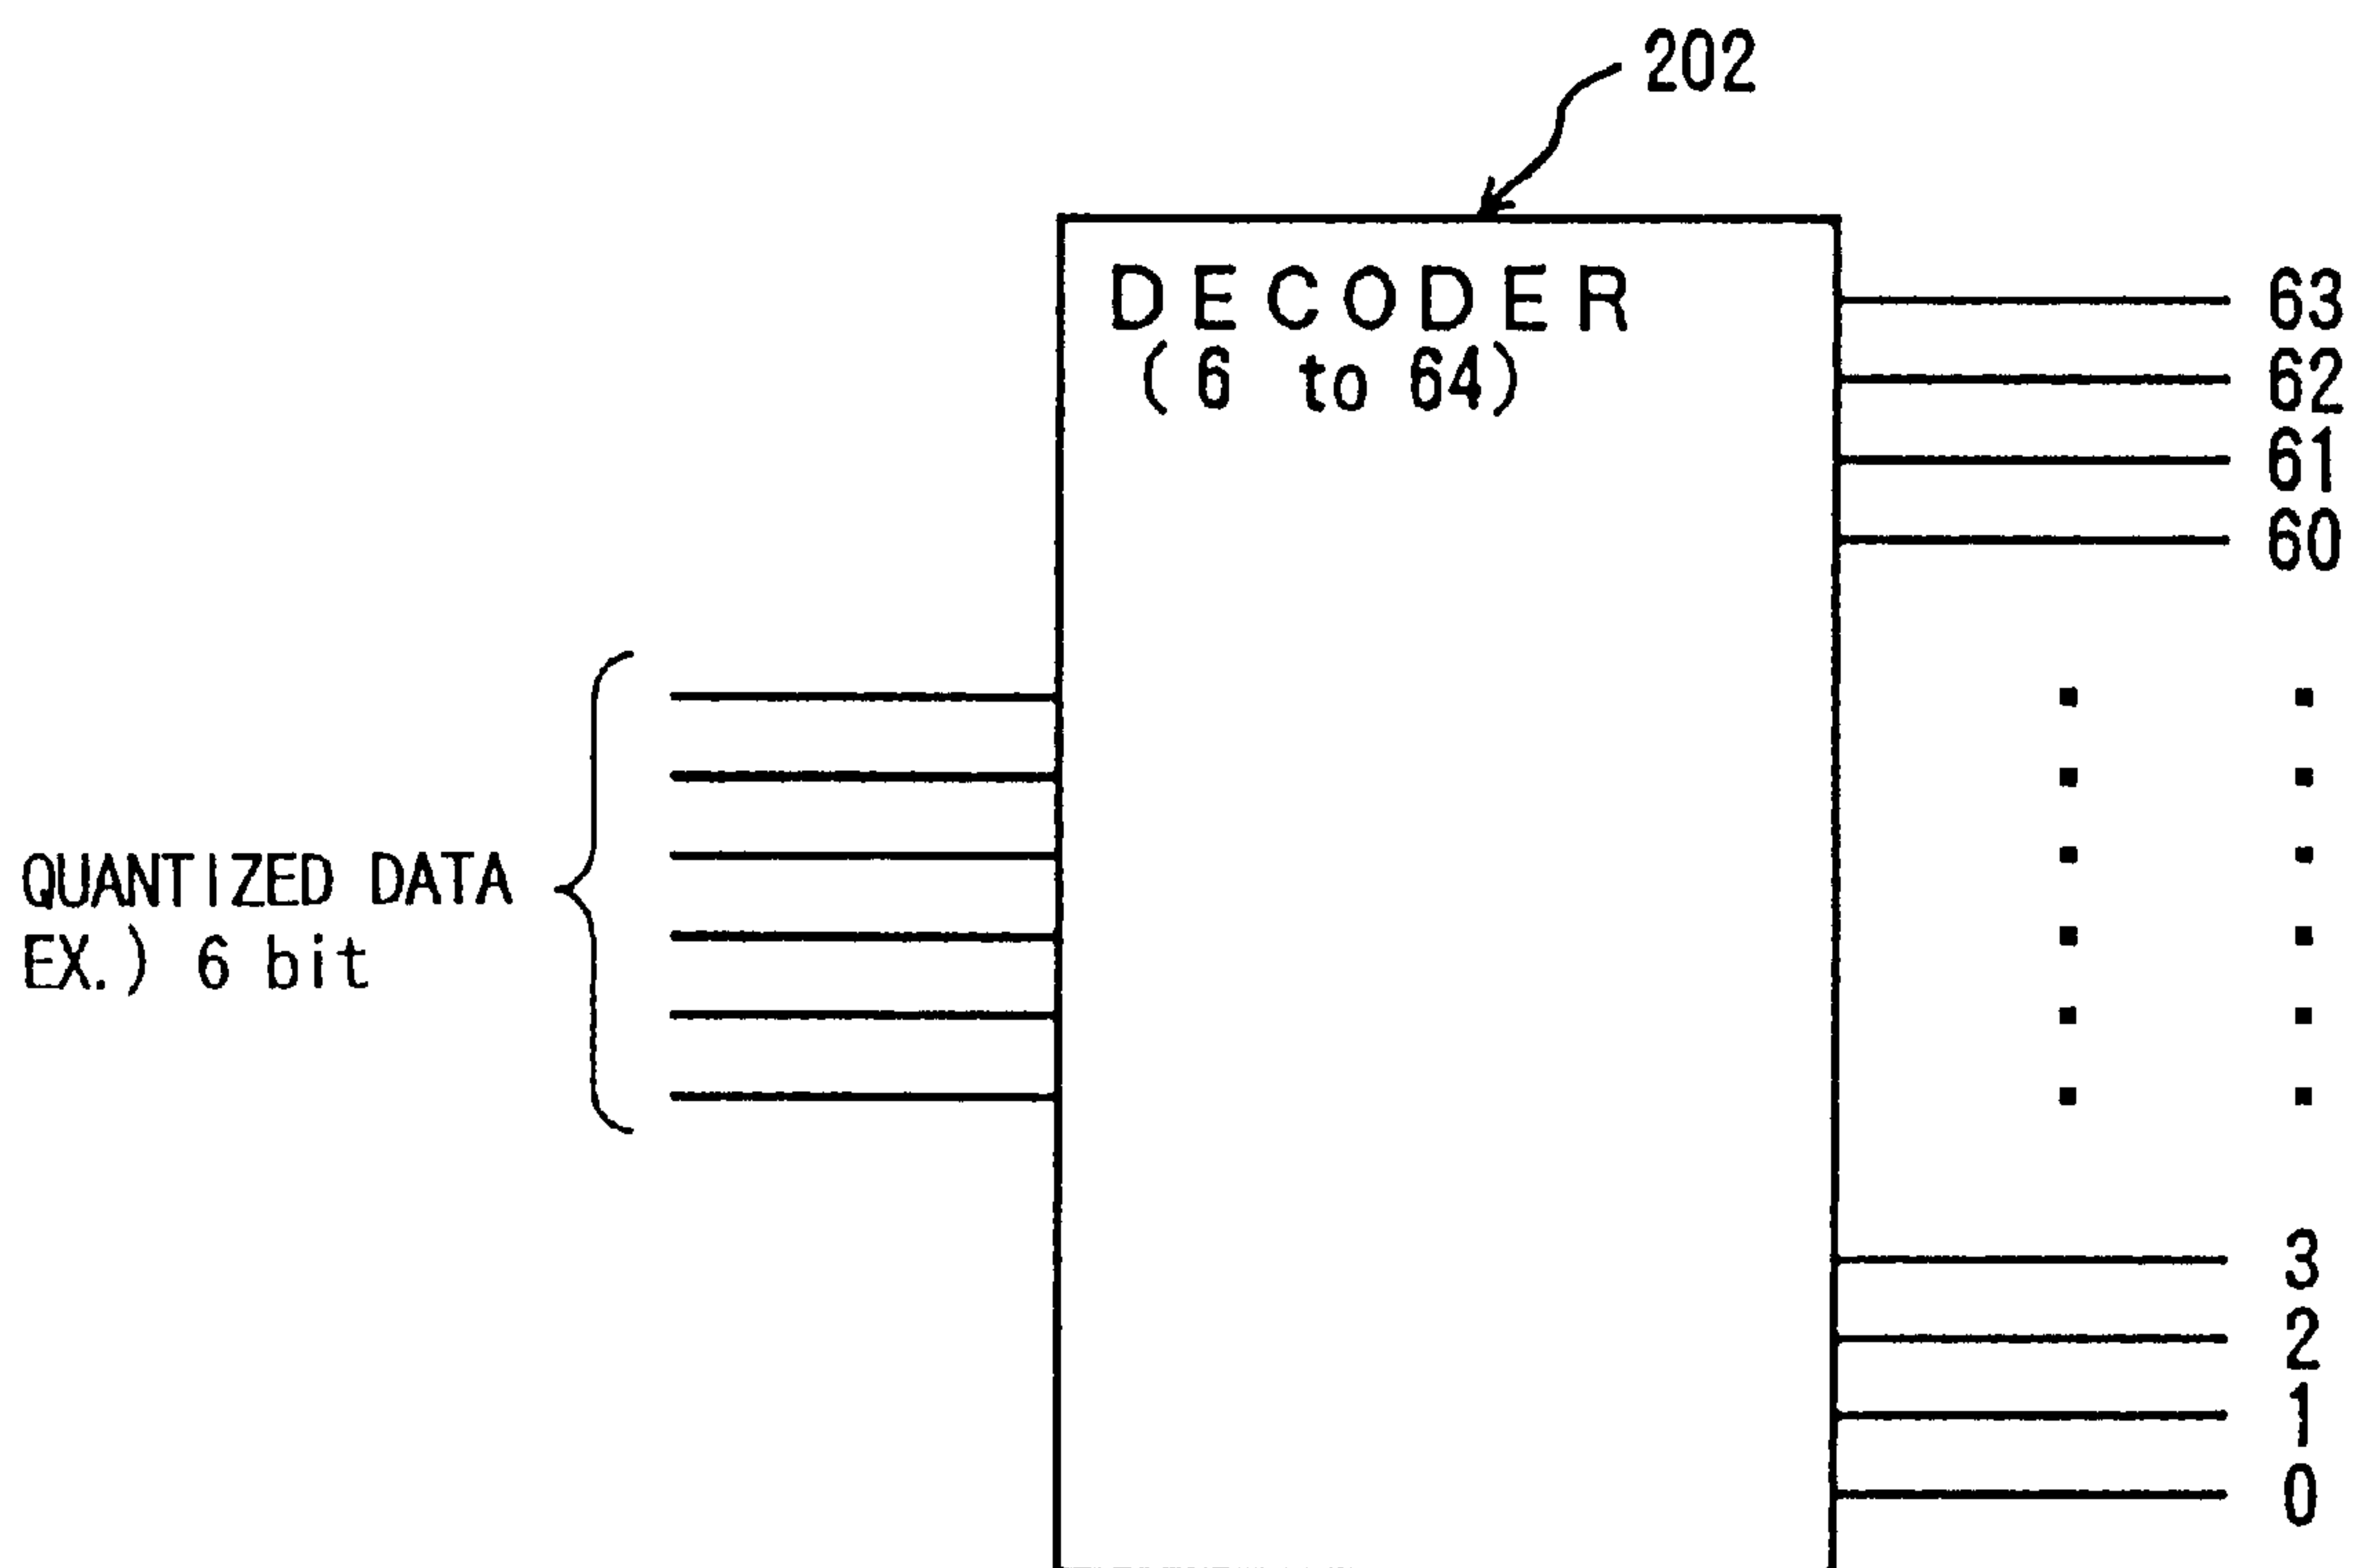 202
DECODER
(6 to 64)
63
62
61
60
QUANTIZED DATA
EX.) 6 bit
3
2
1
0